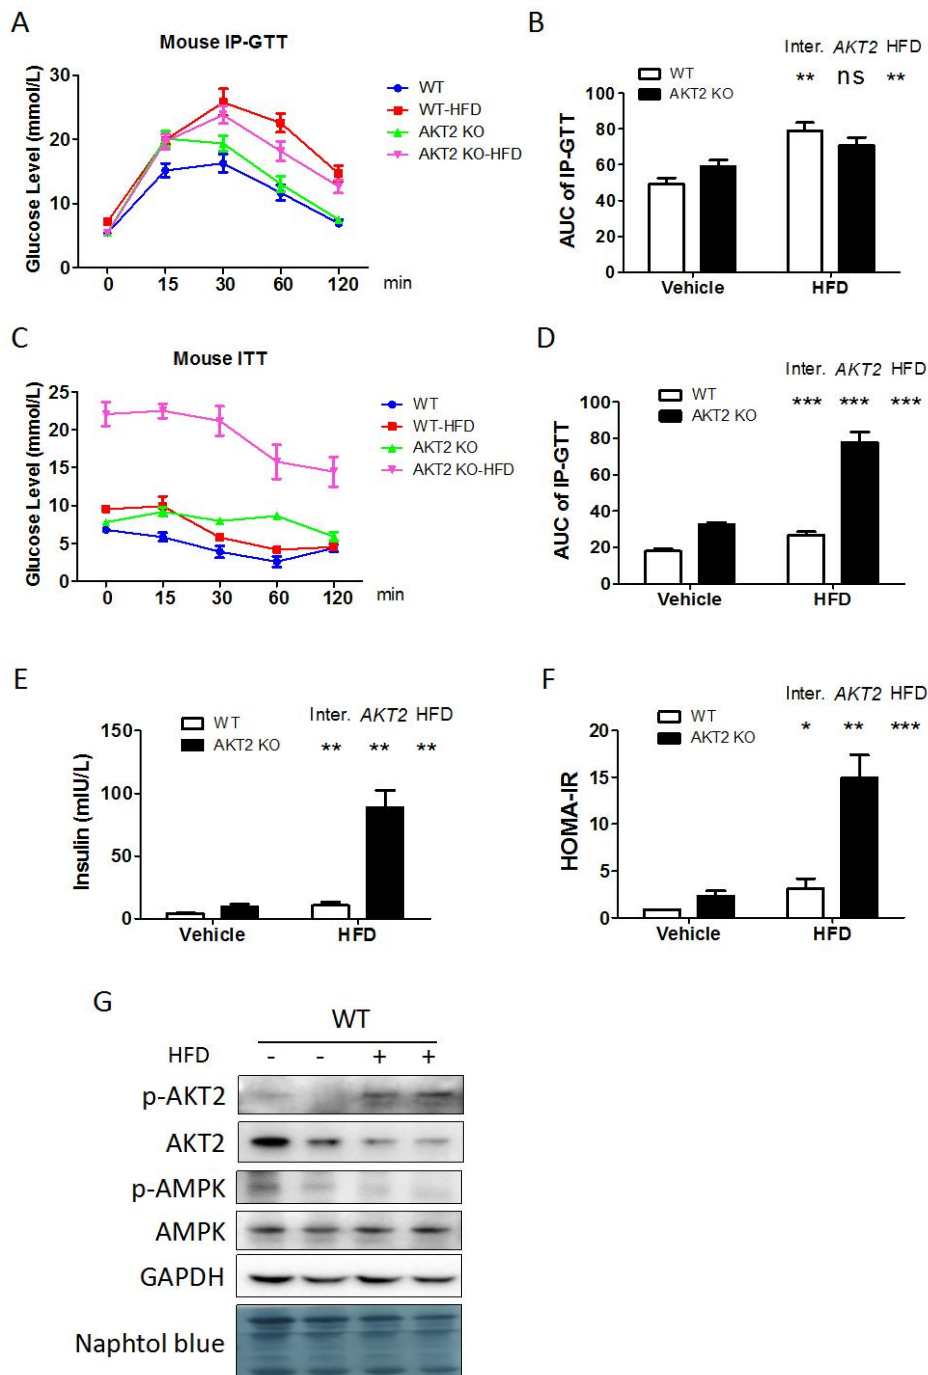 A
Mouse IP-GTT
Glucose Level (mmol/L)
30
20
10
0
0 15 30 60 120 min
WT
WT-HFD
AKT2 KO
AKT2 KO-HFD
B
Inter. AKT2 HFD
** ns **
WT
AKT2 KO
AUC of IP-GTT
100
80
60
40
20
0
Vehicle HFD
C
Mouse ITT
Glucose Level (mmol/L)
25
20
15
10
5
0
0 15 30 60 120 min
WT
WT-HFD
AKT2 KO
AKT2 KO-HFD
D
Inter. AKT2 HFD
*** *** ***
WT
AKT2 KO
AUC of IP-GTT
100
80
60
40
20
0
Vehicle HFD
E
Inter. AKT2 HFD
** ** **
WT
AKT2 KO
Insulin (mIU/L)
150
100
50
0
Vehicle HFD
F
Inter. AKT2 HFD
* ** ***
WT
AKT2 KO
HOMA-IR
20
15
10
5
0
Vehicle HFD
G
WT
HFD - - + +
p-AKT2
AKT2
p-AMPK
AMPK
GAPDH
Naphtol blue